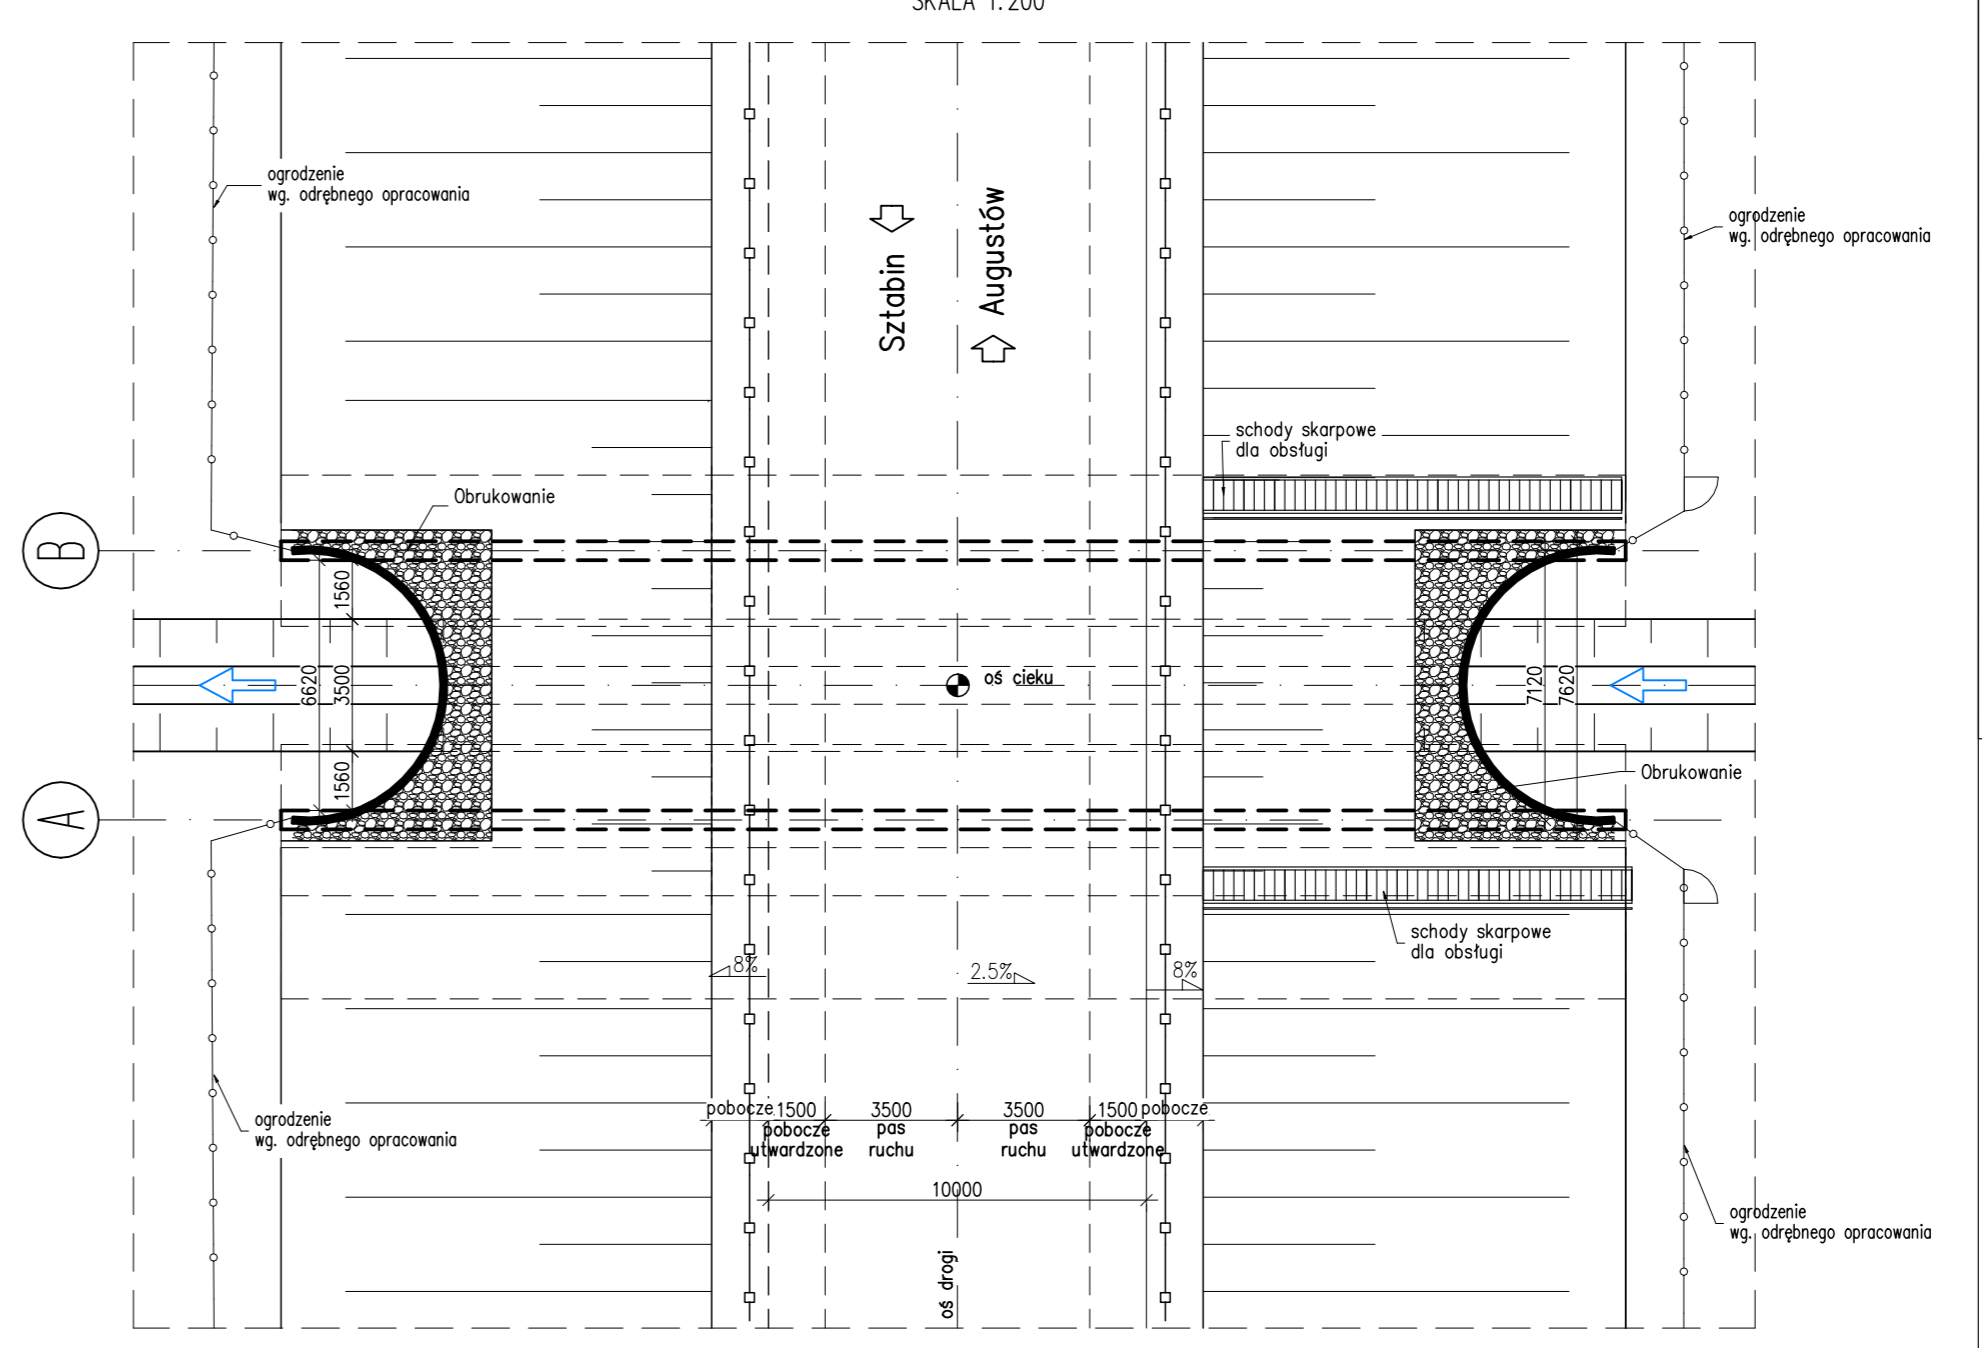 SKALA 1:200
ogrodzenie
wg. odrębnego opracowania
Sztabin
Augustów
ogrodzenie
wg. odrębnego opracowania
schody skarpowe
dla obsługi
Obrukowanie
B
1560
6620
3500
1560
oś cieku
7120
7620
Obrukowanie
A
schody skarpowe
dla obsługi
8%
2.5%
8%
pobocze
1500
3500
3500
1500
pobocze
pobocze
utwardzone
pas
ruchu
pas
ruchu
pobocze
utwardzone
ogrodzenie
wg. odrębnego opracowania
10000
ogrodzenie
wg. odrębnego opracowania
oś drogi